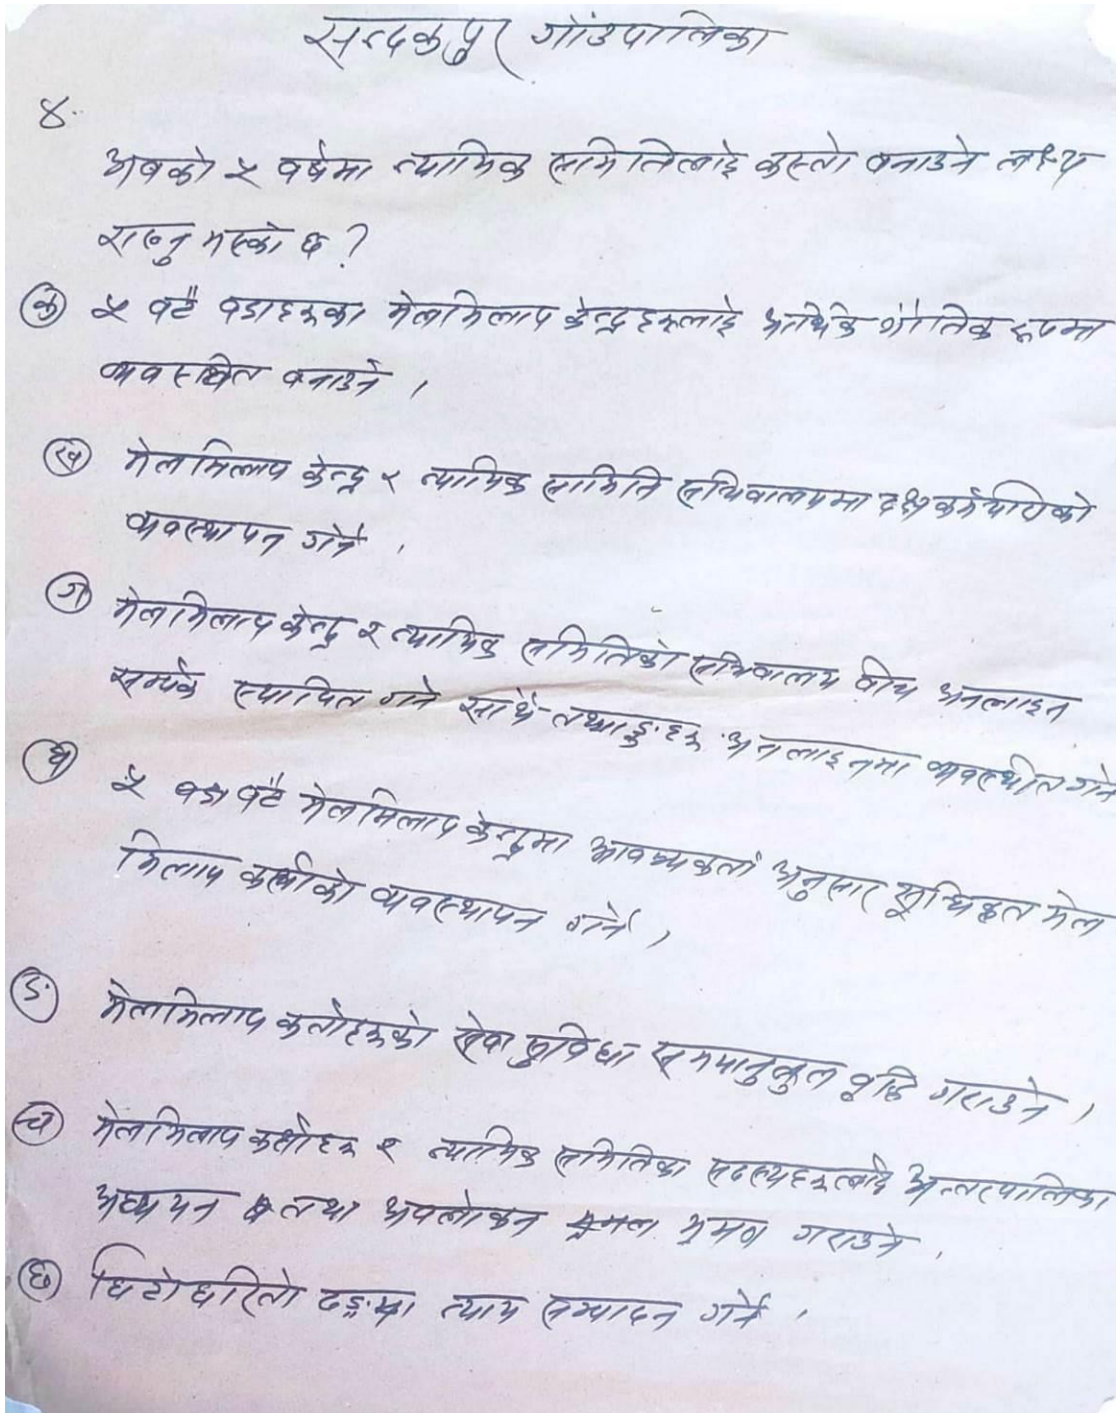 सन्दकपुर गाँउपालिका
४.
अबको ५ वर्षमा न्यायिक समितिलाई कस्तो बनाउने लक्ष्य
राख्नु भएको छ ?
(क) ५ वटै वडाहरुका मेलमिलाप केन्द्रहरुलाई आर्थिक भौतिक रूपमा
व्यवस्थित बनाउने ।
(ख) मेलमिलाप केन्द्र र न्यायिक समिति सचिवालयमा दक्ष कर्मचारीको
व्यवस्थापन गर्ने ।
(ग) मेलमिलाप केन्द्र र न्यायिक समितिको सचिवालय वीच अनलाइन
सम्पर्क स्थापित गर्ने साथै तथ्याङ्कहरु अनलाइनमा व्यवस्थीत गर्ने
(घ) ५ वडा वटै मेलमिलाप केन्द्रमा आवश्यकता अनुसार सूचिकृत मेल
मिलाप कर्ताको व्यवस्थापन गर्ने ।
(ङ) मेलमिलाप कर्ताहरुको सेवा सुविधा समयानुकुल वृद्धि गराउने ।
(च) मेलमिलाप कर्ताहरु र न्यायिक समितिका सदस्यहरुलाई अन्तरपालिका
अध्ययन तथा अवलोकन भ्रमण गराउने ।
(छ) छिटो छरितो ढङ्गमा न्याय सम्पादन गर्ने ।